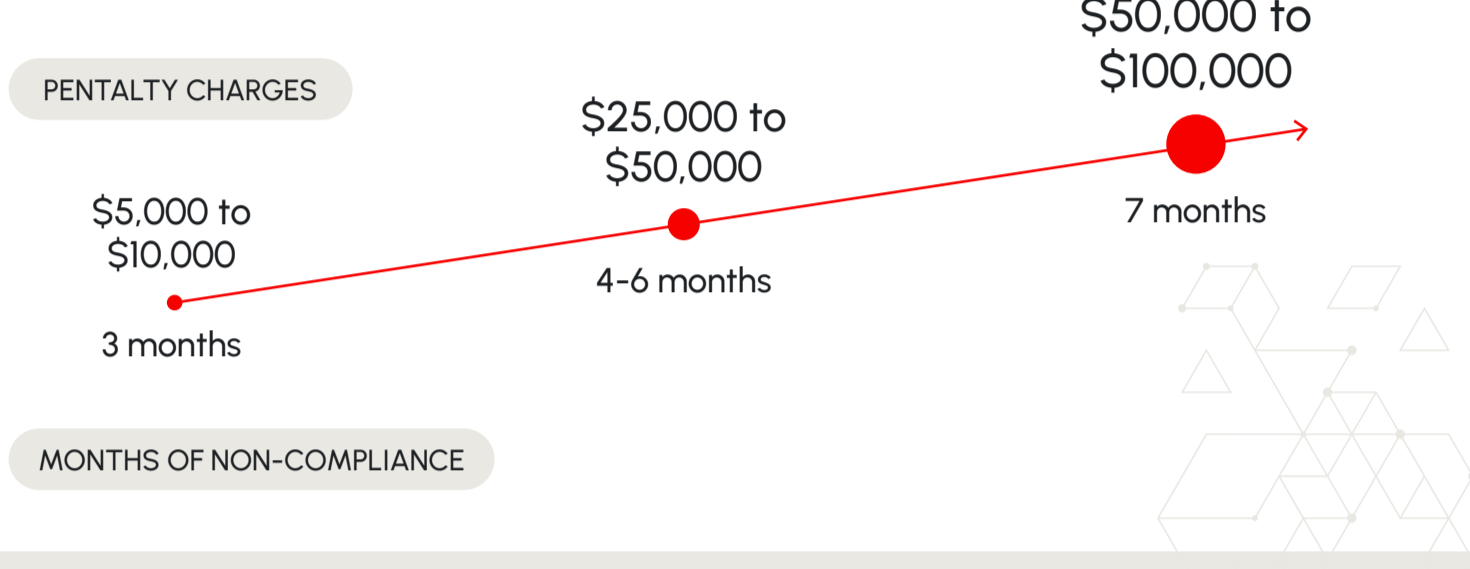 PENTALTY CHARGES
$5,000 to
$10,000
3 months
$25,000 to
$50,000
4-6 months
$50,000 to
$100,000
7 months
MONTHS OF NON-COMPLIANCE